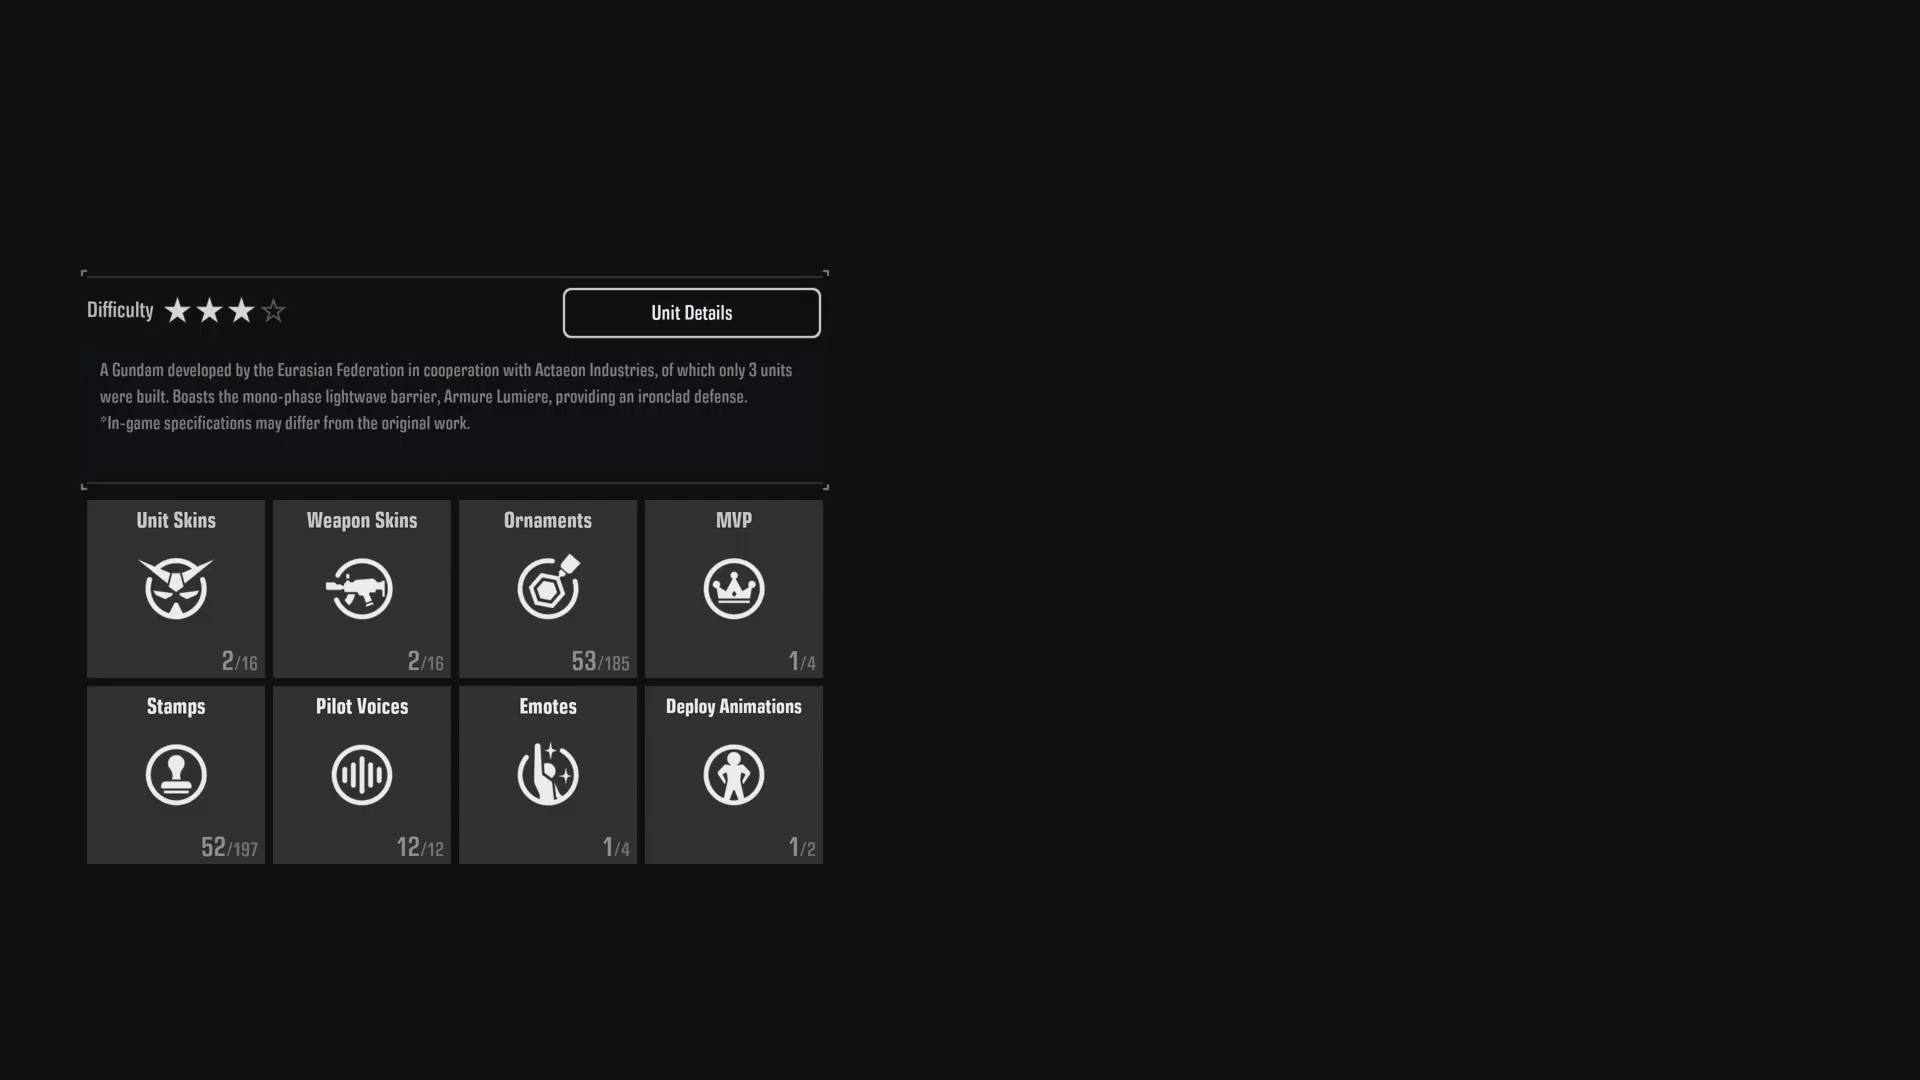 Difficulty
Unit Details
A Gundam developed by the Eurasian Federation in cooperation with Actaeon Industries, of which only 3 units
were built. Boasts the mono-phase lightwave barrier, Armure Lumiere, providing an ironclad defense.
*In-game specifications may differ from the original work.
Unit Skins
2/16
Weapon Skins
2/16
Ornaments
53/185
MVP
1/4
Stamps
52/197
Pilot Voices
12/12
Emotes
1/4
Deploy Animations
1/2